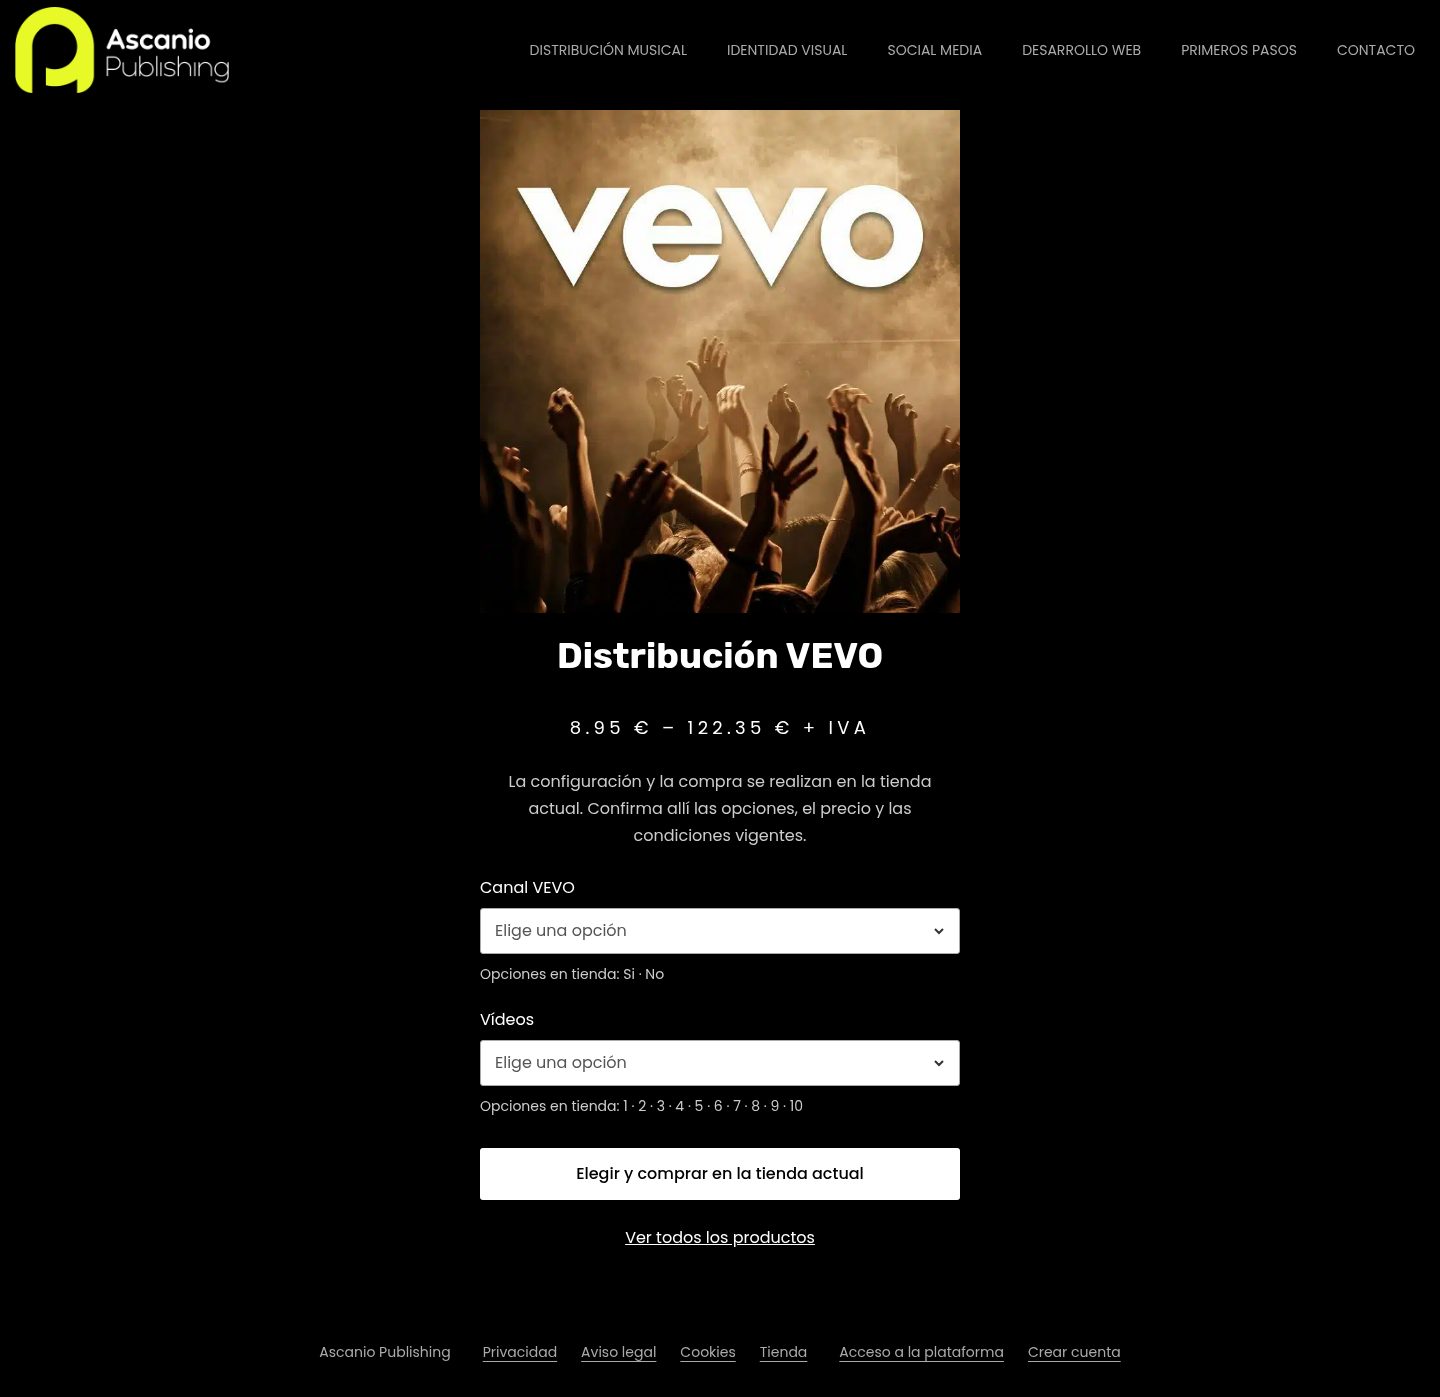 Ascanio
Publishing
DISTRIBUCIÓN MUSICAL IDENTIDAD VISUAL SOCIAL MEDIA DESARROLLO WEB PRIMEROS PASOS CONTACTO
vevo
Distribución VEVO
8.95 € – 122.35 € + IVA
La configuración y la compra se realizan en la tienda
actual. Confirma allí las opciones, el precio y las
condiciones vigentes.
Canal VEVO
Elige una opción
Opciones en tienda: Si · No
Vídeos
Elige una opción
Opciones en tienda: 1 · 2 · 3 · 4 · 5 · 6 · 7 · 8 · 9 · 10
Elegir y comprar en la tienda actual
Ver todos los productos
Ascanio Publishing Privacidad Aviso legal Cookies Tienda Acceso a la plataforma Crear cuenta